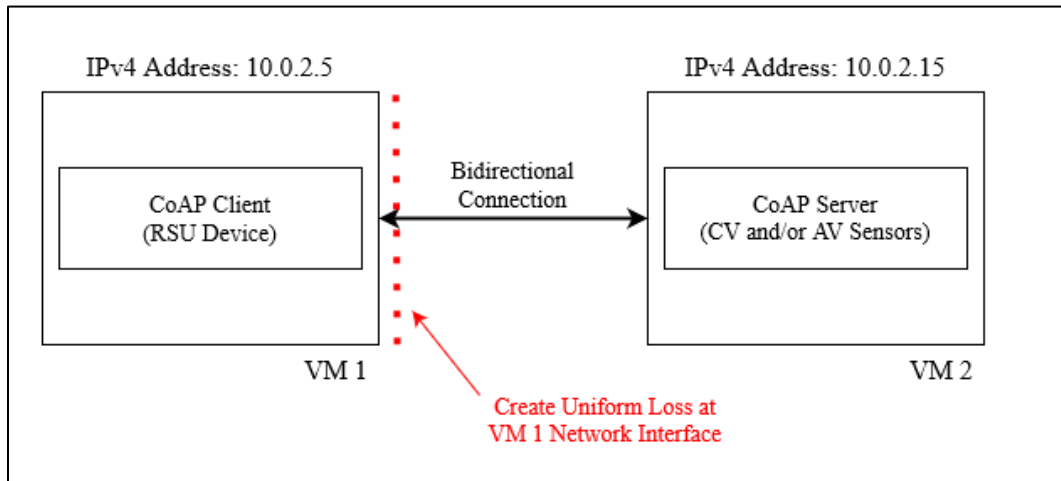 IPv4 Address: 10.0.2.5
IPv4 Address: 10.0.2.15
CoAP Client
(RSU Device)
Bidirectional
Connection
CoAP Server
(CV and/or AV Sensors)
VM 1
VM 2
Create Uniform Loss at
VM 1 Network Interface